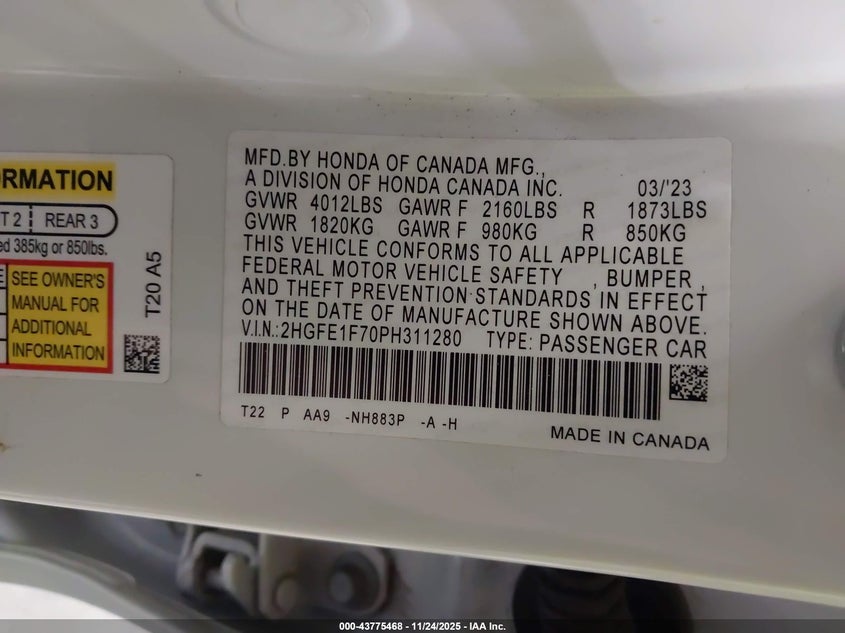 RMATION
T 2 REAR 3
ed 385kg or 850lbs.
SEE OWNER'S
MANUAL FOR
ADDITIONAL
INFORMATION
T20 A5
MFD.BY HONDA OF CANADA MFG.,
A DIVISION OF HONDA CANADA INC. 03/'23
GVWR 4012LBS GAWR F 2160LBS R 1873LBS
GVWR 1820KG GAWR F 980KG R 850KG
THIS VEHICLE CONFORMS TO ALL APPLICABLE
FEDERAL MOTOR VEHICLE SAFETY , BUMPER ,
AND THEFT PREVENTION STANDARDS IN EFFECT
ON THE DATE OF MANUFACTURE SHOWN ABOVE.
V.I.N.:2HGFE1F70PH311280 TYPE: PASSENGER CAR
T22 P AA9 -NH883P -A -H
MADE IN CANADA
000-43775468 - 11/24/2025 - IAA Inc.